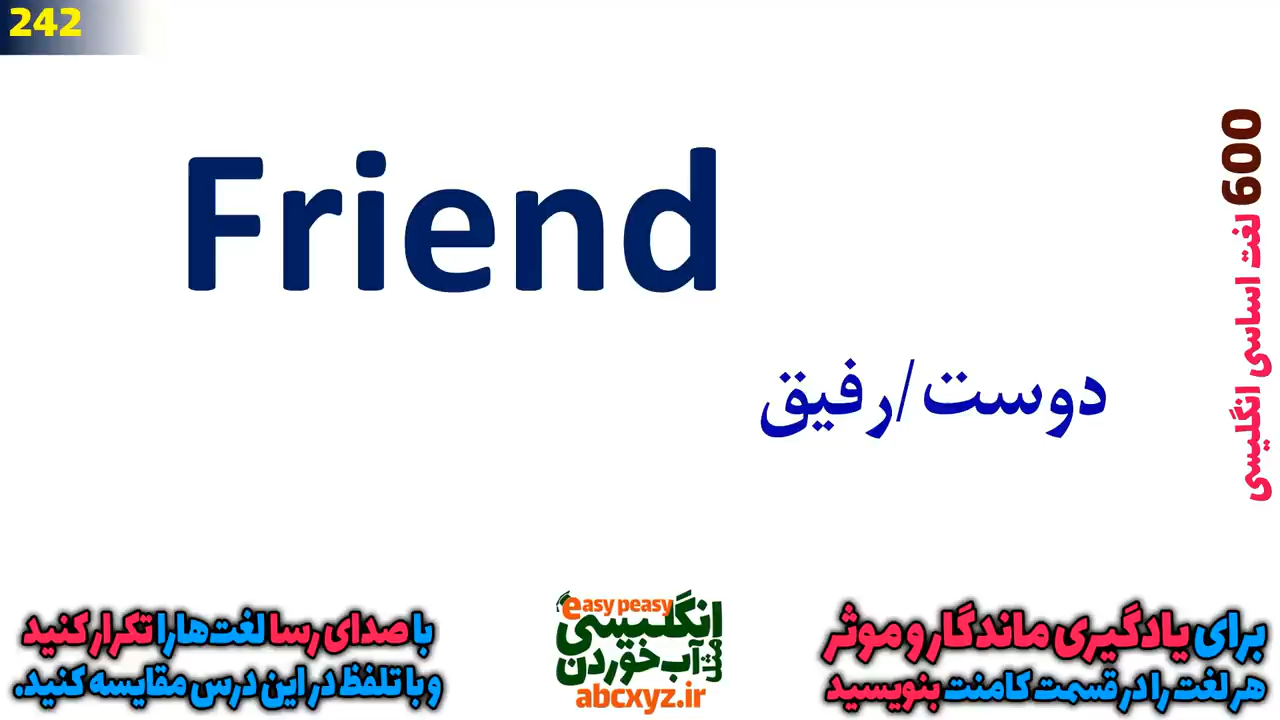 242
Friend
دوست/رفیق
600 لغت اساسی انگلیسی
برای یادگیری ماندگار و موثر
هر لغت را در قسمت کامنت بنویسید
easy peasy
انگلیسی
مثل آب خوردن
abcxyz.ir
با صدای رسا لغت‌ها را تکرار کنید
و با تلفظ در این درس مقایسه کنید.